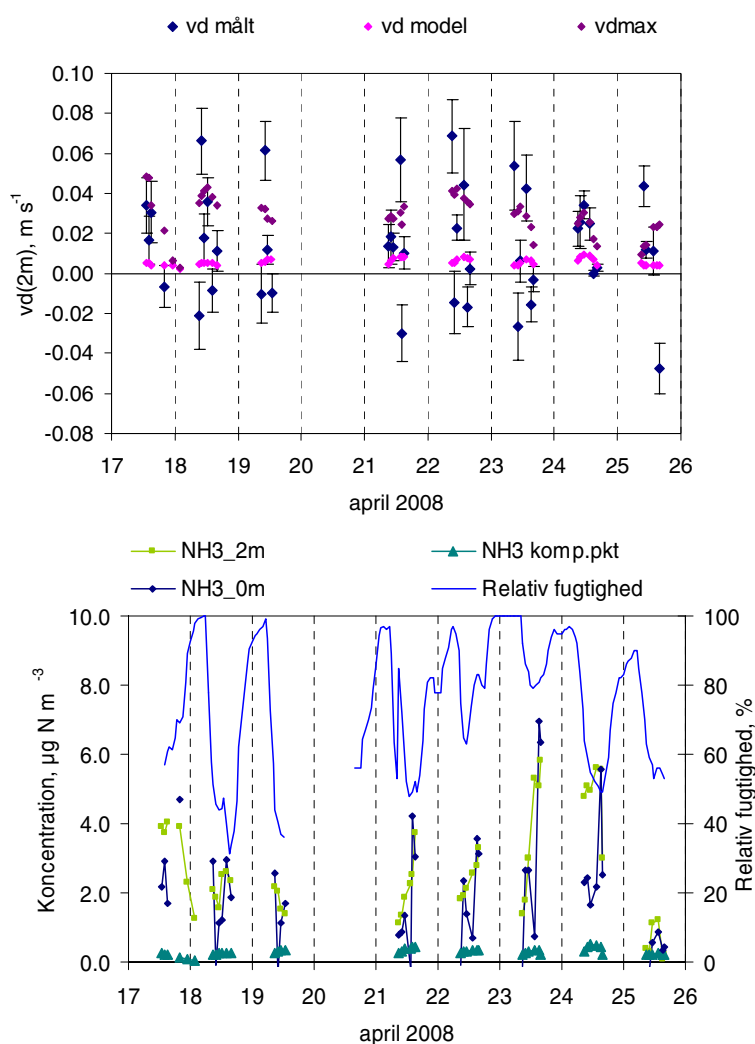 vd målt vd model vdmax
vd(2m), m s-1
0.10
0.08
0.06
0.04
0.02
0.00
-0.02
-0.04
-0.06
-0.08
17 18 19 20 21 22 23 24 25 26
april 2008
NH3_2m NH3 komp.pkt
NH3_0m Relativ fugtighed
Koncentration, µg N m -3
10.0
8.0
6.0
4.0
2.0
0.0
100
80
60
40
20
0
Relativ fugtighed, %
17 18 19 20 21 22 23 24 25 26
april 2008